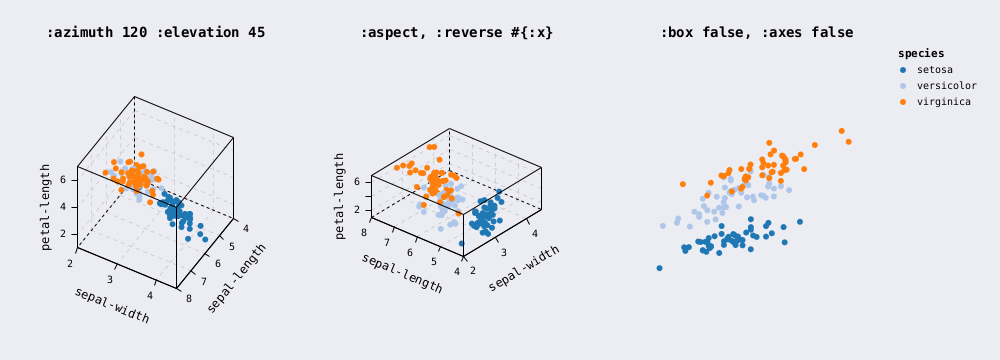 :azimuth 120 :elevation 45
6
4
2
petal-length
2
3
4
sepal-width
8
7
6
5
4
sepal-length
:aspect, :reverse #{:x}
6
4
2
petal-length
8
7
6
5
4
sepal-length
2
3
4
sepal-width
:box false, :axes false
species
setosa
versicolor
virginica